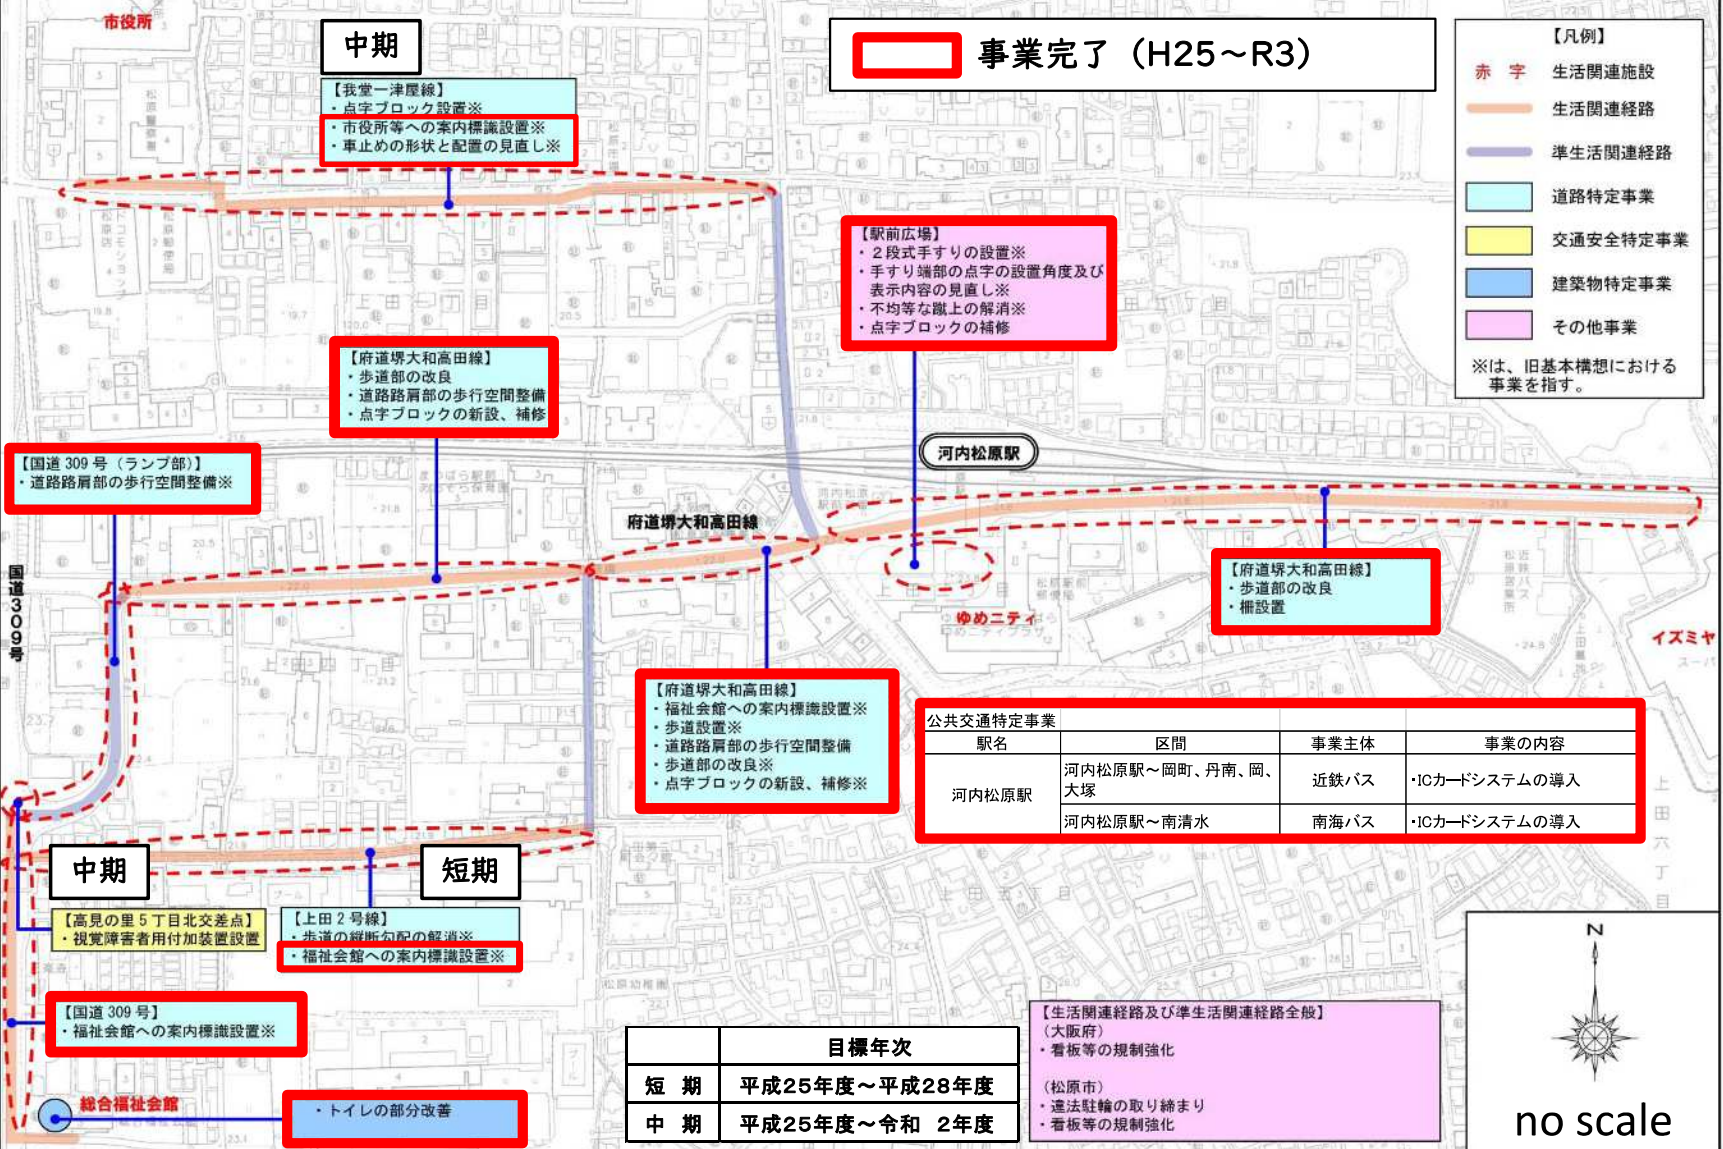 市役所
中期
事業完了（H25～R3）
【凡例】
赤 字 生活関連施設
生活関連経路
準生活関連経路
道路特定事業
交通安全特定事業
建築物特定事業
その他事業
※は、旧基本構想における
事業を指す。
【我堂一津屋線】
・点字ブロック設置※
・市役所等への案内標識設置※
・車止めの形状と配置の見直し※
【駅前広場】
・２段式手すりの設置※
・手すり端部の点字の設置角度及び
表示内容の見直し※
・不均等な蹴上の解消※
・点字ブロックの補修
【府道堺大和高田線】
・歩道部の改良
・道路路肩部の歩行空間整備
・点字ブロックの新設、補修
河内松原駅
【国道 309 号（ランプ部）】
・道路路肩部の歩行空間整備※
府道堺大和高田線
国道309号
【府道堺大和高田線】
・歩道部の改良
・柵設置
ゆめニティ
イズミヤ
【府道堺大和高田線】
・福祉会館への案内標識設置※
・歩道設置※
・道路路肩部の歩行空間整備
・歩道部の改良※
・点字ブロックの新設、補修※
公共交通特定事業
駅名 区間 事業主体 事業の内容
河内松原駅 河内松原駅～岡町、丹南、岡、大塚 近鉄バス ・ICカードシステムの導入
河内松原駅～南清水 南海バス ・ICカードシステムの導入
上田六丁目
中期
短期
【高見の里５丁目北交差点】
・視覚障害者用付加装置設置
【上田２号線】
・歩道の縦断勾配の解消※
・福祉会館への案内標識設置※
【国道 309 号】
・福祉会館への案内標識設置※
総合福祉会館
・トイレの部分改善
目標年次
短 期 平成25年度～平成28年度
中 期 平成25年度～令和 2年度
【生活関連経路及び準生活関連経路全般】
（大阪府）
・看板等の規制強化
（松原市）
・違法駐輪の取り締まり
・看板等の規制強化
N
no scale